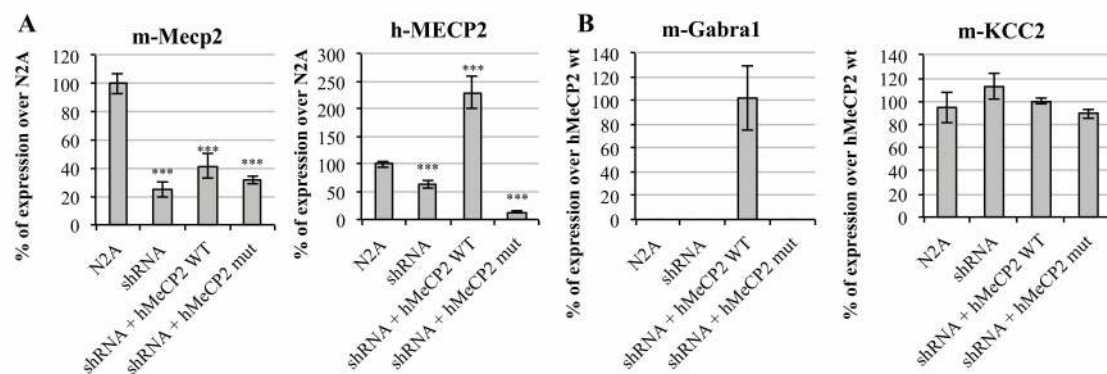 A
m-Mecp2
% of expression over N2A
120
100
80
60
40
20
0
***
***
***
N2A
shRNA
shRNA + hMeCP2 WT
shRNA + hMeCP2 mut
h-MECP2
% of expression over N2A
300
250
200
150
100
50
0
***
***
***
N2A
shRNA
shRNA + hMeCP2 WT
shRNA + hMeCP2 mut
B
m-Gabra1
% of expression over hMeCP2 wt
140
120
100
80
60
40
20
0
N2A
shRNA
shRNA + hMeCP2 WT
shRNA + hMeCP2 mut
m-KCC2
% of expression over hMeCP2 wt
140
120
100
80
60
40
20
0
N2A
shRNA
shRNA + hMeCP2 WT
shRNA + hMeCP2 mut